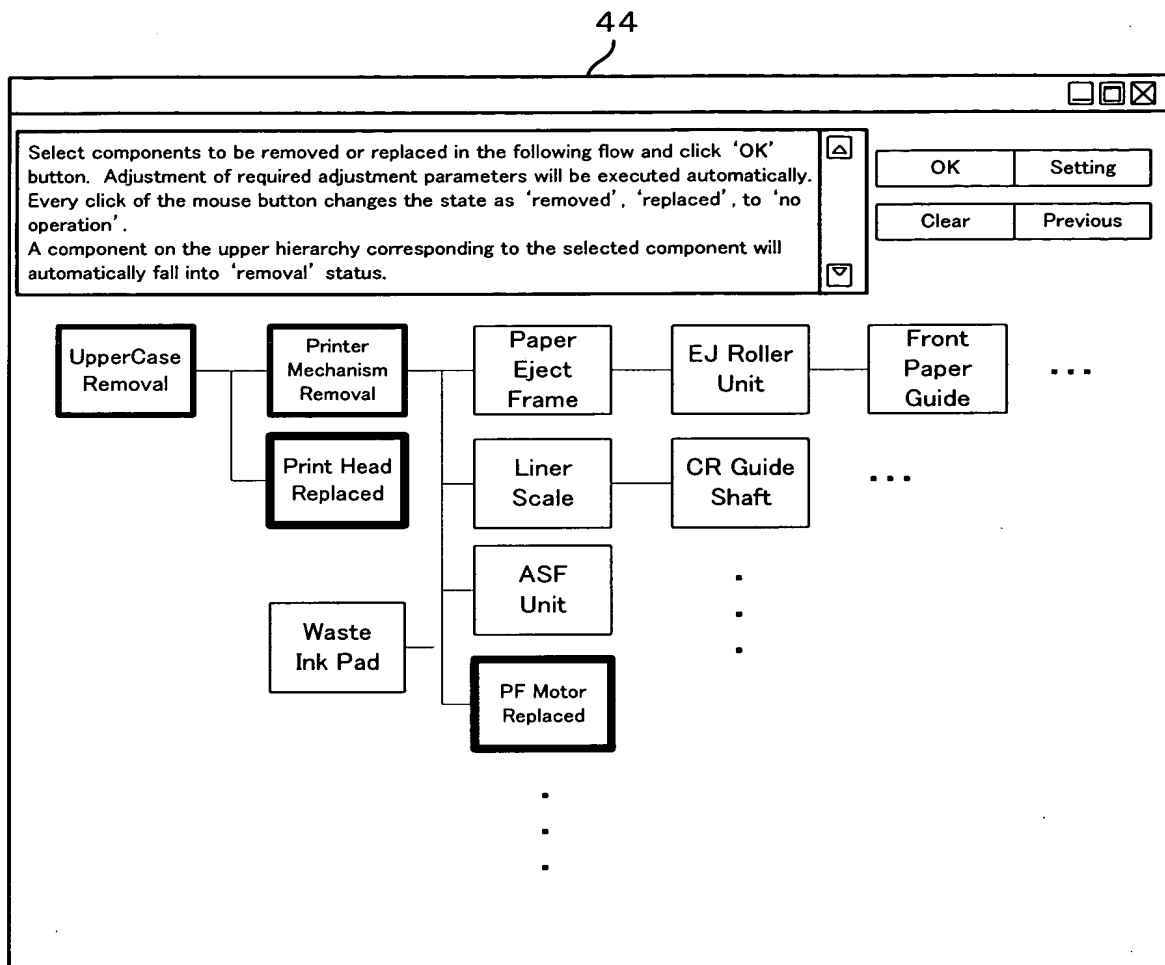 44
Select components to be removed or replaced in the following flow and click 'OK'
button. Adjustment of required adjustment parameters will be executed automatically.
Every click of the mouse button changes the state as 'removed', 'replaced', to 'no
operation'.
A component on the upper hierarchy corresponding to the selected component will
automatically fall into 'removal' status.
OK
Setting
Clear
Previous
UpperCase
Removal
Printer
Mechanism
Removal
Paper
Eject
Frame
EJ Roller
Unit
Front
Paper
Guide
...
Print Head
Replaced
Liner
Scale
CR Guide
Shaft
...
ASF
Unit
Waste
Ink Pad
PF Motor
Replaced